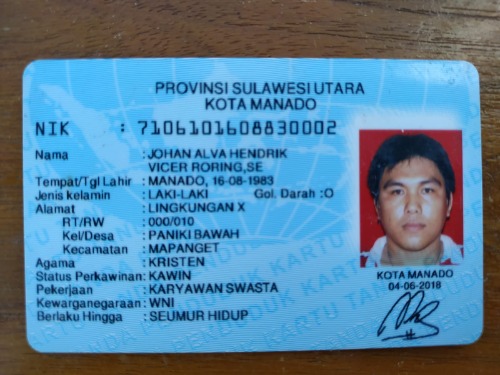 PROVINSI SULAWESI UTARA
KOTA MANADO
NIK : 7106101608830002
Nama : JOHAN ALVA HENDRIK
VICER RORING,SE
Tempat/Tgl Lahir : MANADO, 16-08-1983
Jenis kelamin : LAKI-LAKI Gol. Darah :O
Alamat : LINGKUNGAN X
RT/RW : 000/010
Kel/Desa : PANIKI BAWAH
Kecamatan : MAPANGET
Agama : KRISTEN
Status Perkawinan: KAWIN
Pekerjaan : KARYAWAN SWASTA
Kewarganegaraan: WNI
Berlaku Hingga : SEUMUR HIDUP
KOTA MANADO
04-06-2018